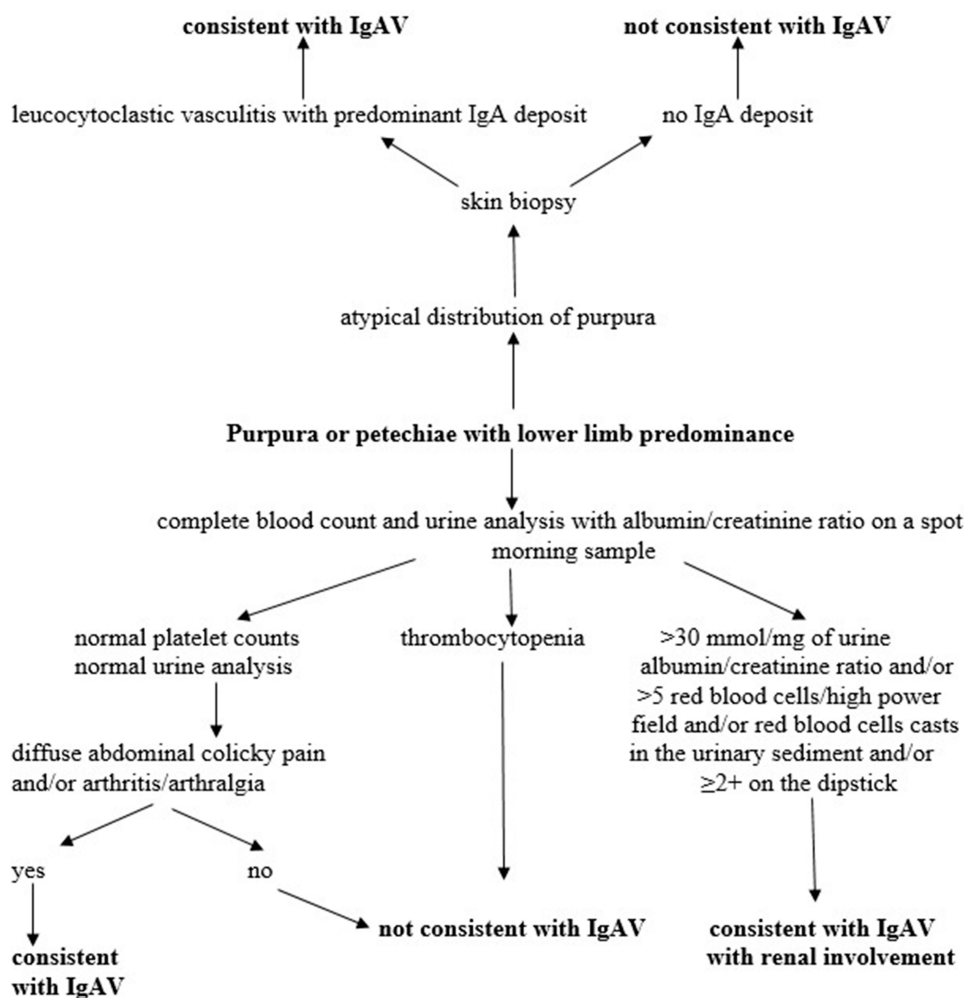 consistent with IgAV
not consistent with IgAV
leucocytoclastic vasculitis with predominant IgA deposit
no IgA deposit
skin biopsy
atypical distribution of purpura
Purpura or petechiae with lower limb predominance
complete blood count and urine analysis with albumin/creatinine ratio on a spot
morning sample
normal platelet counts
normal urine analysis
thrombocytopenia
>30 mmol/mg of urine
albumin/creatinine ratio and/or
>5 red blood cells/high power
field and/or red blood cells casts
in the urinary sediment and/or
≥2+ on the dipstick
diffuse abdominal colicky pain
and/or arthritis/arthralgia
yes
no
consistent
with IgAV
not consistent with IgAV
consistent with IgAV
with renal involvement